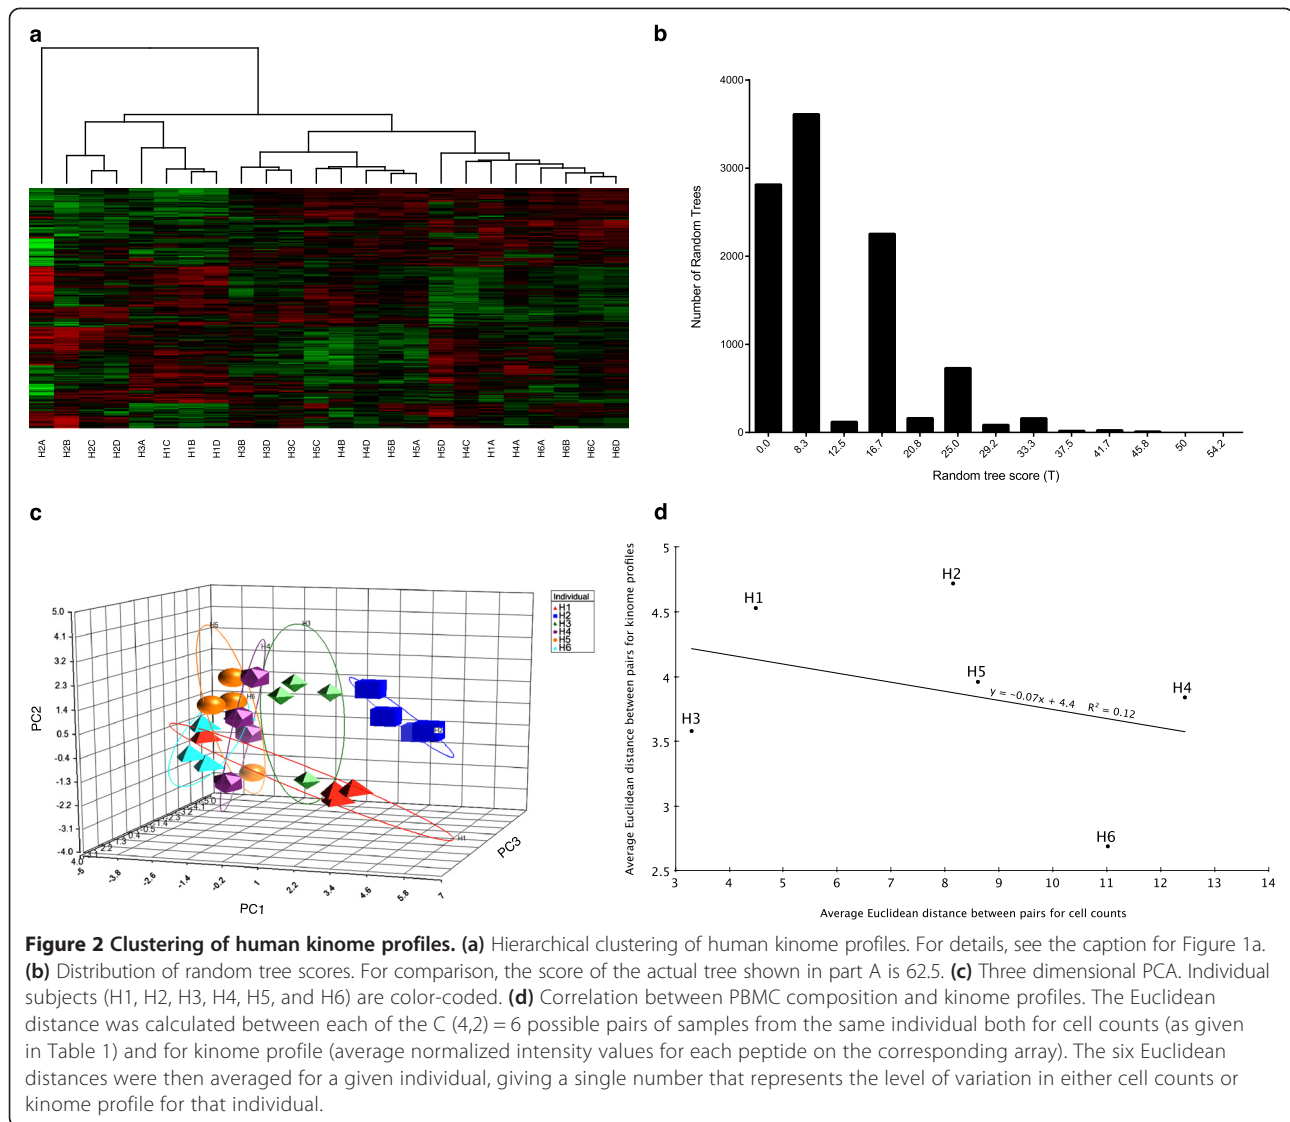 a
H2A H2B H2C H2D H3A H1C H1B H1D H3B H3D H3C H5C H4B H4D H5B H5A H5D H4C H1A H4A H6A H6B H6C H6D
b
Number of Random Trees
4000
3000
2000
1000
0
0.0 8.3 12.5 16.7 20.8 25.0 29.2 33.3 37.5 41.7 45.8 50 54.2
Random tree score (T)
c
Individual
H1
H2
H3
H4
H5
H6
PC2
5.0
4.1
3.2
2.3
1.4
0.5
-0.4
-1.3
-2.2
-3.1
-4.0
H5
H4
H3
H6
H2
H1
-5 -3.8 -2.6 -1.4 -0.2 1 2.2 3.4 4.6 5.8 7
PC1
PC3
d
Average Euclidean distance between pairs for kinome profiles
5
4.5
4
3.5
3
2.5
H1
H2
H3
H5
H4
H6
y = –0.07x + 4.4 R² = 0.12
3 4 5 6 7 8 9 10 11 12 13 14
Average Euclidean distance between pairs for cell counts
Figure 2 Clustering of human kinome profiles. (a) Hierarchical clustering of human kinome profiles. For details, see the caption for Figure 1a.
(b) Distribution of random tree scores. For comparison, the score of the actual tree shown in part A is 62.5. (c) Three dimensional PCA. Individual
subjects (H1, H2, H3, H4, H5, and H6) are color-coded. (d) Correlation between PBMC composition and kinome profiles. The Euclidean
distance was calculated between each of the C (4,2) = 6 possible pairs of samples from the same individual both for cell counts (as given
in Table 1) and for kinome profile (average normalized intensity values for each peptide on the corresponding array). The six Euclidean
distances were then averaged for a given individual, giving a single number that represents the level of variation in either cell counts or
kinome profile for that individual.